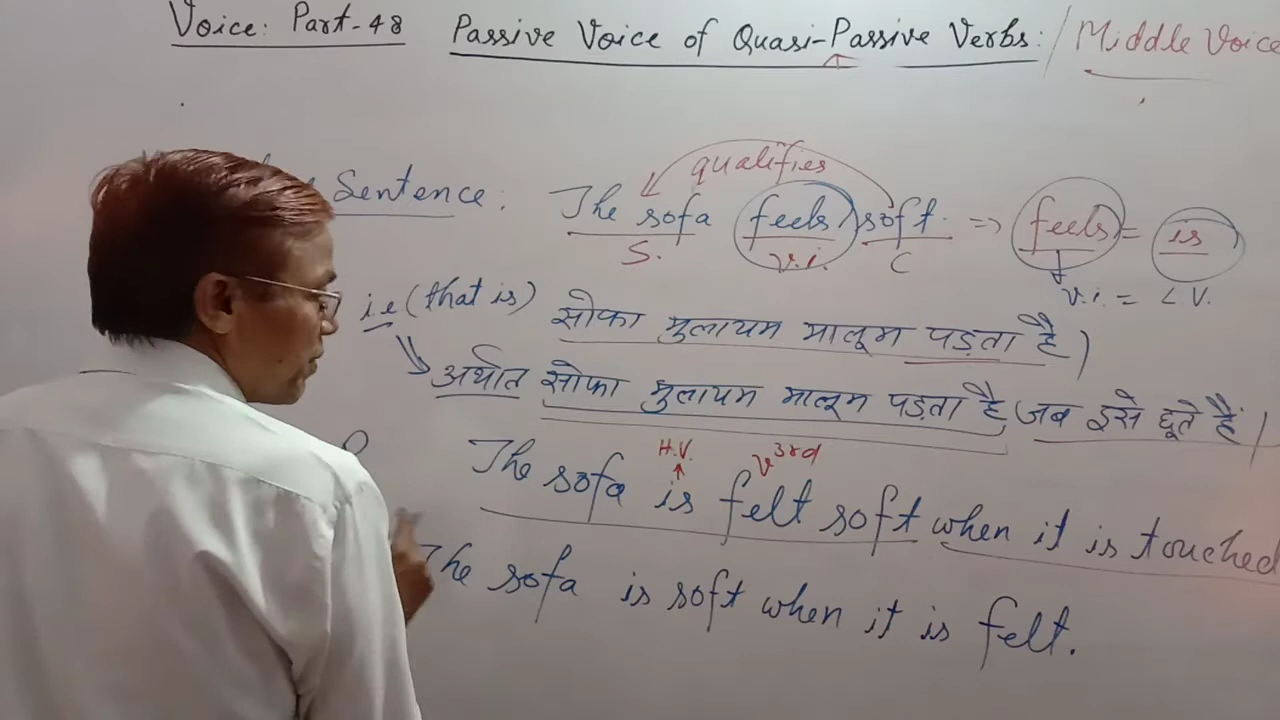 Voice: Part-48 Passive Voice of Quasi-Passive Verbs: / Middle Voice
qualifies
Sentence: The sofa feels soft. => feels = is
S. v.i. C v.i. = L V.
i.e (that is) सोफा मुलायम मालूम पड़ता है)
अर्थात सोफा मुलायम मालूम पड़ता है जब इसे छूते हैं।
H.V. v 3rd
The sofa is felt soft when it is touched
The sofa is soft when it is felt.